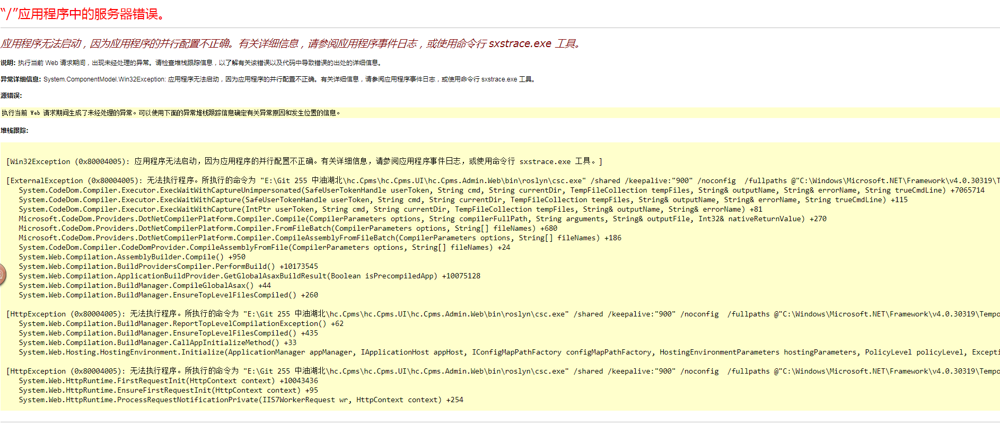 “/”应用程序中的服务器错误。
应用程序无法启动，因为应用程序的并行配置不正确。有关详细信息，请参阅应用程序事件日志，或使用命令行 sxstrace.exe 工具。
说明: 执行当前 Web 请求期间，出现未经处理的异常。请检查堆栈跟踪信息，以了解有关该错误以及代码中导致错误的出处的详细信息。
异常详细信息: System.ComponentModel.Win32Exception: 应用程序无法启动，因为应用程序的并行配置不正确。有关详细信息，请参阅应用程序事件日志，或使用命令行 sxstrace.exe 工具。
源错误:
执行当前 Web 请求期间生成了未经处理的异常。可以使用下面的异常堆栈跟踪信息确定有关异常原因和发生位置的信息。
堆栈跟踪:
[Win32Exception (0x80004005): 应用程序无法启动，因为应用程序的并行配置不正确。有关详细信息，请参阅应用程序事件日志，或使用命令行 sxstrace.exe 工具。]
[ExternalException (0x80004005): 无法执行程序。所执行的命令为 "E:\Git 255 中油湖北\hc.Cpms\hc.Cpms.UI\hc.Cpms.Admin.Web\bin\roslyn\csc.exe" /shared /keepalive:"900" /noconfig  /fullpaths @"C:\Windows\Microsoft.NET\Framework\v4.0.30319\T
System.CodeDom.Compiler.Executor.ExecWaitWithCaptureUnimpersonated(SafeUserTokenHandle userToken, String cmd, String currentDir, TempFileCollection tempFiles, String& outputName, String& errorName, String trueCmdLine) +7065714
System.CodeDom.Compiler.Executor.ExecWaitWithCapture(SafeUserTokenHandle userToken, String cmd, String currentDir, TempFileCollection tempFiles, String& outputName, String& errorName, String trueCmdLine) +115
System.CodeDom.Compiler.Executor.ExecWaitWithCapture(IntPtr userToken, String cmd, String currentDir, TempFileCollection tempFiles, String& outputName, String& errorName) +81
Microsoft.CodeDom.Providers.DotNetCompilerPlatform.Compiler.Compile(CompilerParameters options, String compilerFullPath, String arguments, String& outputFile, Int32& nativeReturnValue) +270
Microsoft.CodeDom.Providers.DotNetCompilerPlatform.Compiler.FromFileBatch(CompilerParameters options, String[] fileNames) +680
Microsoft.CodeDom.Providers.DotNetCompilerPlatform.Compiler.CompileAssemblyFromFileBatch(CompilerParameters options, String[] fileNames) +186
System.CodeDom.Compiler.CodeDomProvider.CompileAssemblyFromFile(CompilerParameters options, String[] fileNames) +24
System.Web.Compilation.AssemblyBuilder.Compile() +950
System.Web.Compilation.BuildProvidersCompiler.PerformBuild() +10173545
System.Web.Compilation.ApplicationBuildProvider.GetGlobalAsaxBuildResult(Boolean isPrecompiledApp) +10075128
System.Web.Compilation.BuildManager.CompileGlobalAsax() +44
System.Web.Compilation.BuildManager.EnsureTopLevelFilesCompiled() +260
[HttpException (0x80004005): 无法执行程序。所执行的命令为 "E:\Git 255 中油湖北\hc.Cpms\hc.Cpms.UI\hc.Cpms.Admin.Web\bin\roslyn\csc.exe" /shared /keepalive:"900" /noconfig  /fullpaths @"C:\Windows\Microsoft.NET\Framework\v4.0.30319\Tempo
System.Web.Compilation.BuildManager.ReportTopLevelCompilationException() +62
System.Web.Compilation.BuildManager.EnsureTopLevelFilesCompiled() +435
System.Web.Compilation.BuildManager.CallAppInitializeMethod() +33
System.Web.Hosting.HostingEnvironment.Initialize(ApplicationManager appManager, IApplicationHost appHost, IConfigMapPathFactory configMapPathFactory, HostingEnvironmentParameters hostingParameters, PolicyLevel policyLevel, Excepti
[HttpException (0x80004005): 无法执行程序。所执行的命令为 "E:\Git 255 中油湖北\hc.Cpms\hc.Cpms.UI\hc.Cpms.Admin.Web\bin\roslyn\csc.exe" /shared /keepalive:"900" /noconfig  /fullpaths @"C:\Windows\Microsoft.NET\Framework\v4.0.30319\Tempo
System.Web.HttpRuntime.FirstRequestInit(HttpContext context) +10043436
System.Web.HttpRuntime.EnsureFirstRequestInit(HttpContext context) +95
System.Web.HttpRuntime.ProcessRequestNotificationPrivate(IIS7WorkerRequest wr, HttpContext context) +254